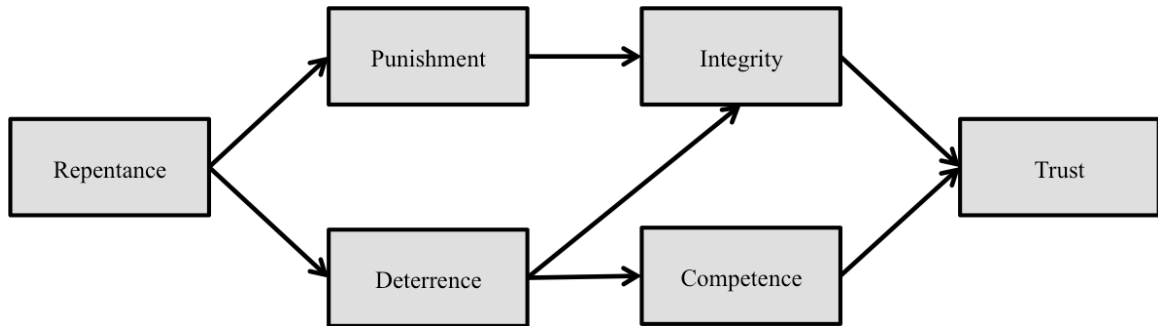 Punishment
Integrity
Repentance
Trust
Deterrence
Competence